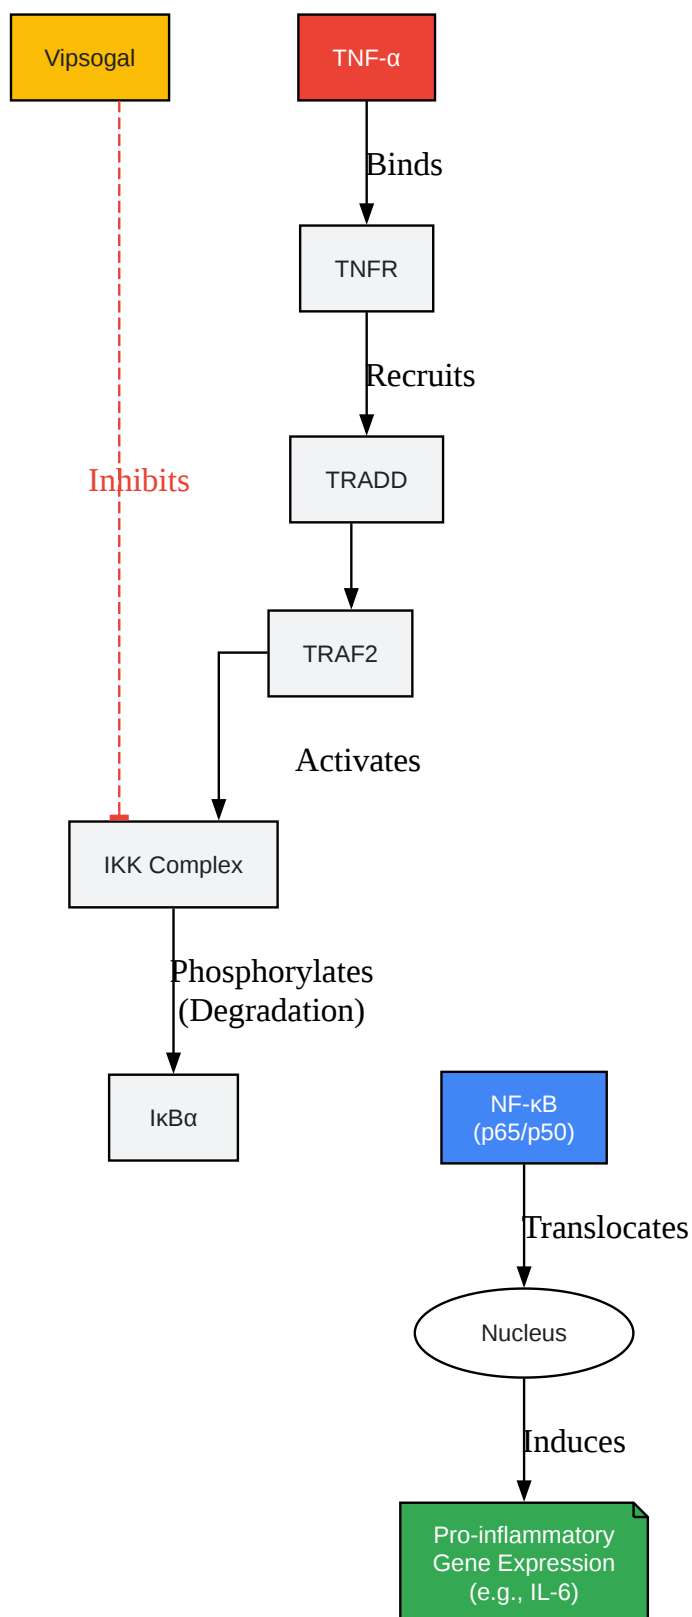 Vipsogal
TNF-α
Binds
TNFR
Recruits
Inhibits
TRADD
TRAF2
Activates
IKK Complex
Phosphorylates
(Degradation)
IκBα
NF-κB
(p65/p50)
Translocates
Nucleus
Induces
Pro-inflammatory
Gene Expression
(e.g., IL-6)